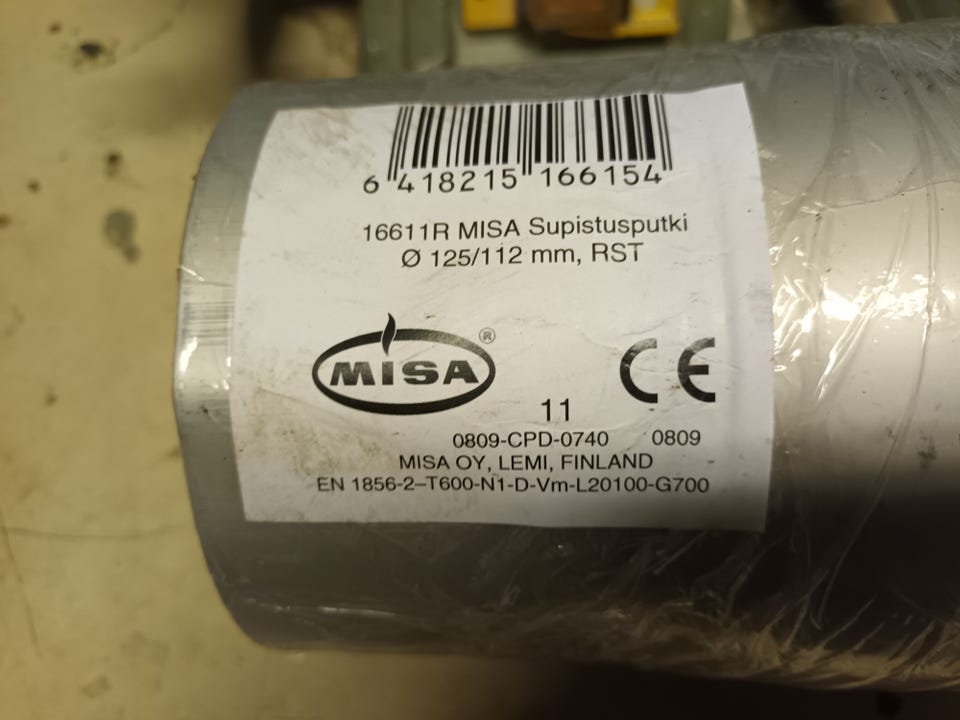 6 418215 166154
16611R MISA Supistusputki
Ø 125/112 mm, RST
MISA ®
CE
11
0809-CPD-0740 0809
MISA OY, LEMI, FINLAND
EN 1856-2–T600-N1-D-Vm-L20100-G700